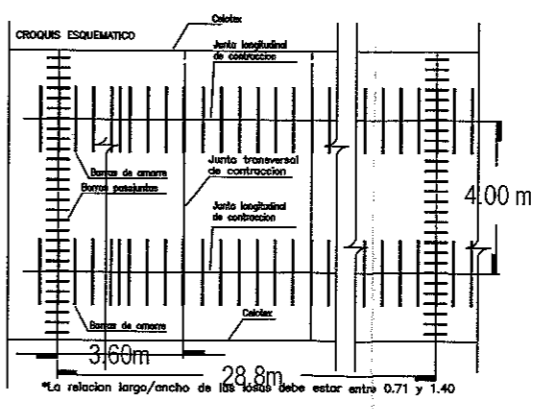 Celotex
CROQUIS ESQUEMATICO
Junta longitudinal
de contraccion
Barras de amarre
Junta transversal
de contraccion
Barras pasajuntas
4.00 m
Junta longitudinal
de contraccion
Barras de amarre
Celotex
3.60m
28.8m
*La relacion largo/ancho de las losas debe estar entre 0.71 y 1.40